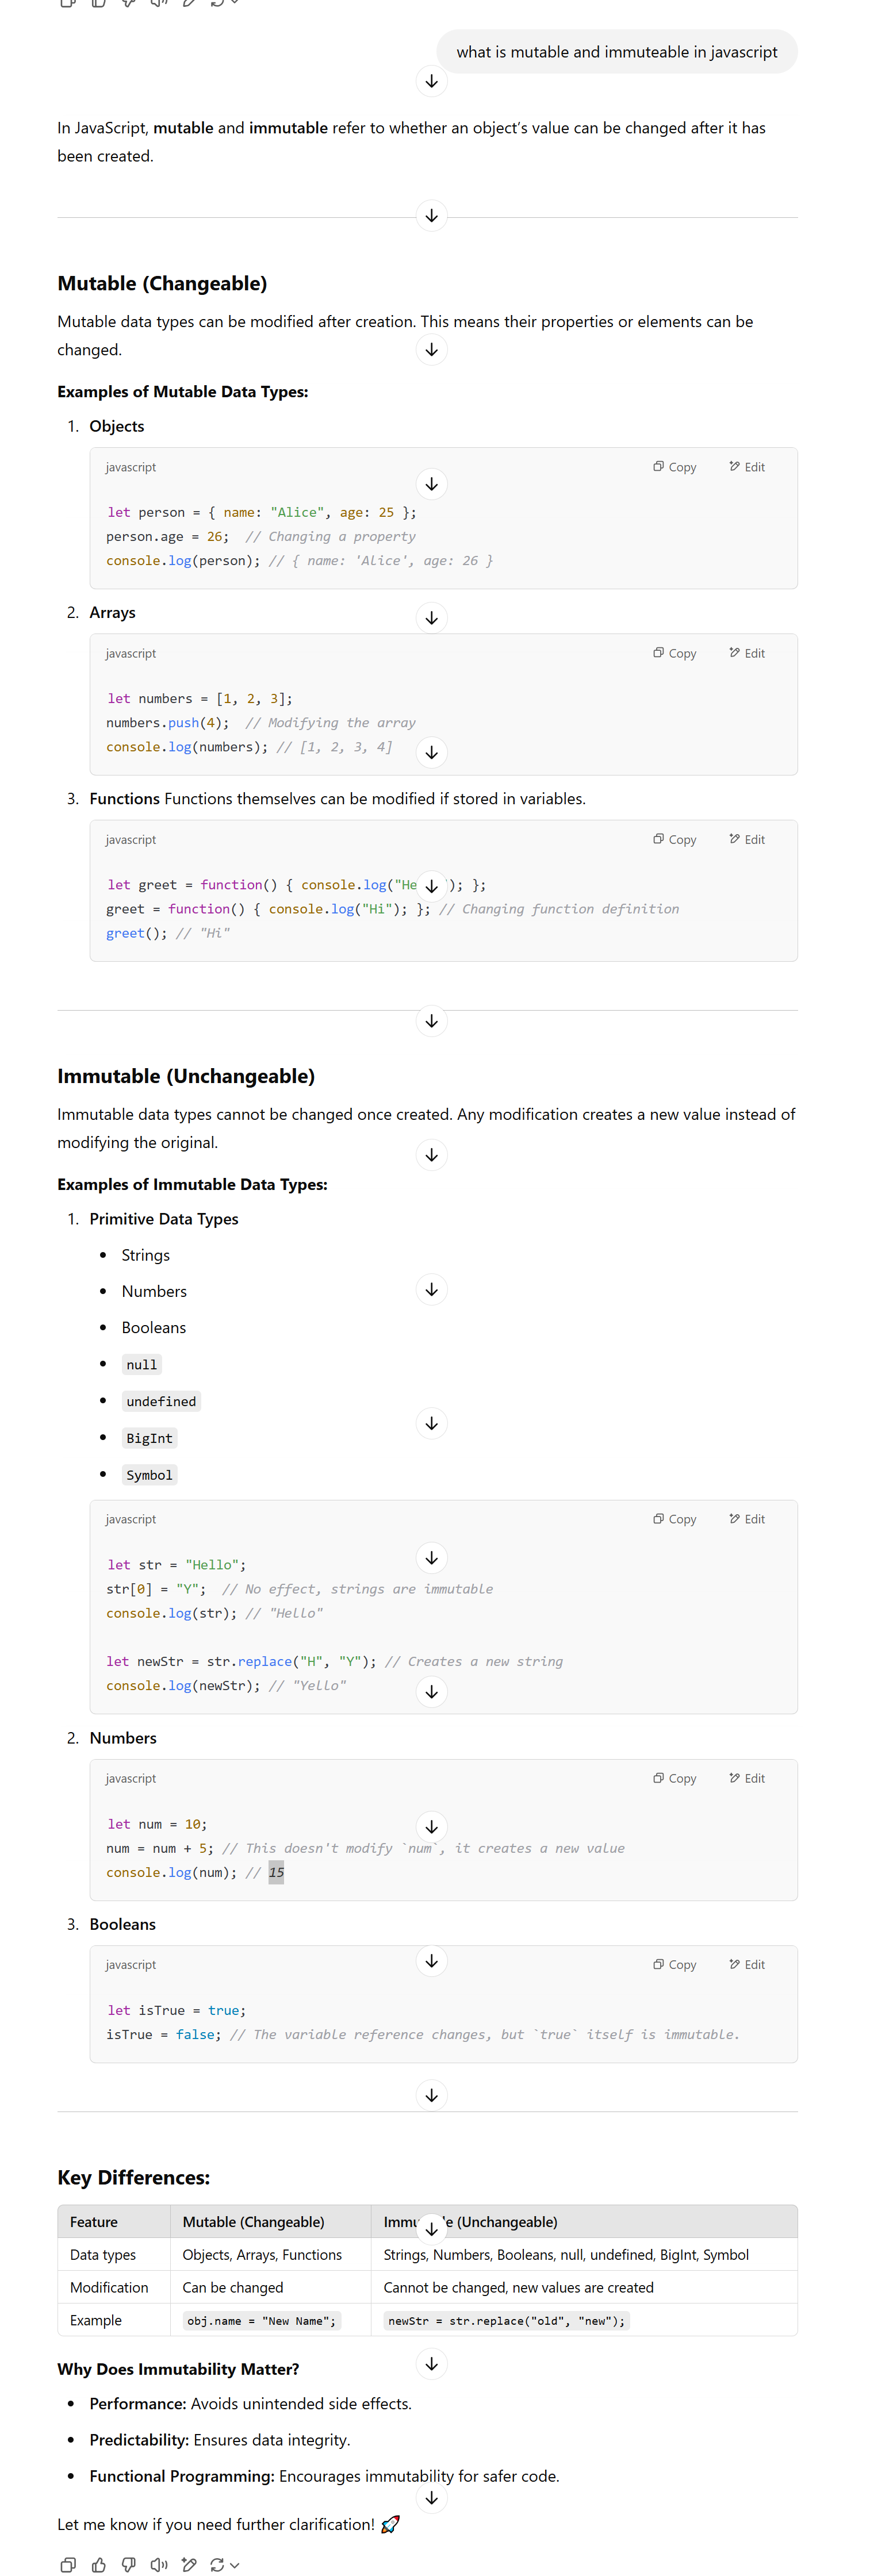 what is mutable and immuteable in javascript
In JavaScript, mutable and immutable refer to whether an object’s value can be changed after it has
been created.
Mutable (Changeable)
Mutable data types can be modified after creation. This means their properties or elements can be
changed.
Examples of Mutable Data Types:
1. Objects
javascript Copy Edit
let person = { name: "Alice", age: 25 };
person.age = 26;  // Changing a property
console.log(person); // { name: 'Alice', age: 26 }
2. Arrays
javascript Copy Edit
let numbers = [1, 2, 3];
numbers.push(4);  // Modifying the array
console.log(numbers); // [1, 2, 3, 4]
3. Functions Functions themselves can be modified if stored in variables.
javascript Copy Edit
let greet = function() { console.log("He "); };
greet = function() { console.log("Hi"); }; // Changing function definition
greet(); // "Hi"
Immutable (Unchangeable)
Immutable data types cannot be changed once created. Any modification creates a new value instead of
modifying the original.
Examples of Immutable Data Types:
1. Primitive Data Types
• Strings
• Numbers
• Booleans
• null
• undefined
• BigInt
• Symbol
javascript Copy Edit
let str = "Hello";
str[0] = "Y";  // No effect, strings are immutable
console.log(str); // "Hello"
let newStr = str.replace("H", "Y"); // Creates a new string
console.log(newStr); // "Yello"
2. Numbers
javascript Copy Edit
let num = 10;
num = num + 5; // This doesn't modify `num`, it creates a new value
console.log(num); // 15
3. Booleans
javascript Copy Edit
let isTrue = true;
isTrue = false; // The variable reference changes, but `true` itself is immutable.
Key Differences:
Feature Mutable (Changeable) (Unchangeable)
Data types Objects, Arrays, Functions Strings, Numbers, Booleans, null, undefined, BigInt, Symbol
Modification Can be changed Cannot be changed, new values are created
Example obj.name = "New Name"; newStr = str.replace("old", "new");
Why Does Immutability Matter?
• Performance: Avoids unintended side effects.
• Predictability: Ensures data integrity.
• Functional Programming: Encourages immutability for safer code.
Let me know if you need further clarification! 🚀